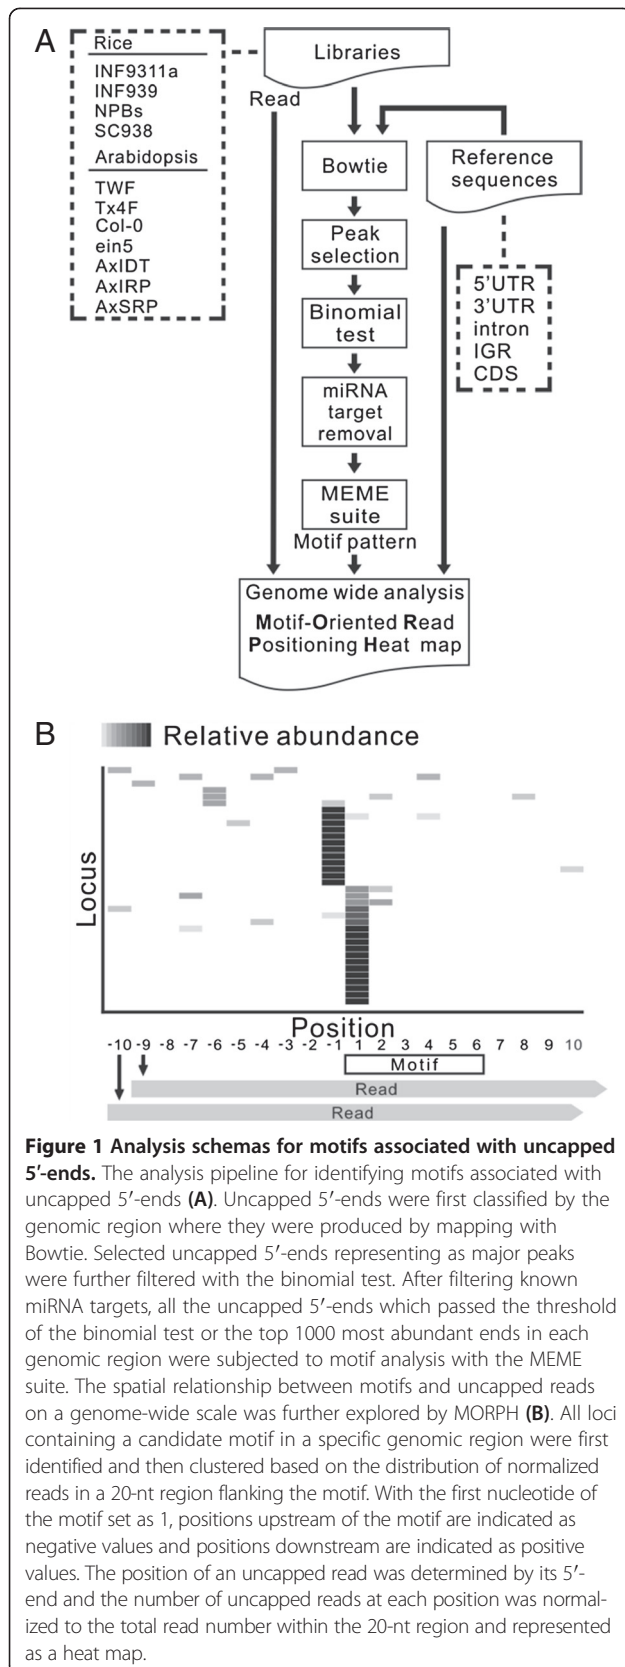 A
Rice
INF9311a
INF939
NPBs
SC938
Arabidopsis
TWF
Tx4F
Col-0
ein5
AxIDT
AxIRP
AxSRP
Libraries
Read
Bowtie
Reference
sequences
Peak
selection
5'UTR
3'UTR
intron
IGR
CDS
Binomial
test
miRNA
target
removal
MEME
suite
Motif pattern
Genome wide analysis
Motif-Oriented Read
Positioning Heat map
B
Relative abundance
Locus
Position
-10 -9 -8 -7 -6 -5 -4 -3 -2 -1 1 2 3 4 5 6 7 8 9 10
Motif
Read
Read
Figure 1 Analysis schemas for motifs associated with uncapped
5′-ends. The analysis pipeline for identifying motifs associated with
uncapped 5′-ends (A). Uncapped 5′-ends were first classified by the
genomic region where they were produced by mapping with
Bowtie. Selected uncapped 5′-ends representing as major peaks
were further filtered with the binomial test. After filtering known
miRNA targets, all the uncapped 5′-ends which passed the threshold
of the binomial test or the top 1000 most abundant ends in each
genomic region were subjected to motif analysis with the MEME
suite. The spatial relationship between motifs and uncapped reads
on a genome-wide scale was further explored by MORPH (B). All loci
containing a candidate motif in a specific genomic region were first
identified and then clustered based on the distribution of normalized
reads in a 20-nt region flanking the motif. With the first nucleotide of
the motif set as 1, positions upstream of the motif are indicated as
negative values and positions downstream are indicated as positive
values. The position of an uncapped read was determined by its 5′-
end and the number of uncapped reads at each position was normal-
ized to the total read number within the 20-nt region and represented
as a heat map.